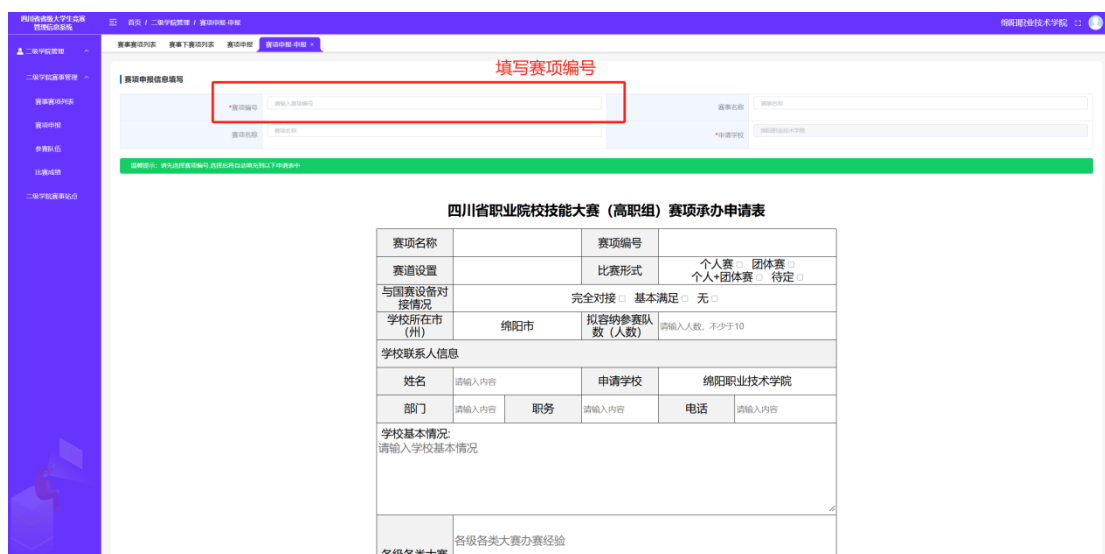 四川省省级大学生竞赛
管理信息系统
首页 / 二级学院管理 / 赛项申报-申报
绵阳职业技术学院
二级学院管理
赛事赛项列表
赛事下赛项列表
赛项申报
赛项申报-申报 ×
二级学院赛事管理
赛事赛项列表
赛项申报
参赛队伍
比赛成绩
二级学院赛事站点
填写赛项编号
赛项申报信息填写
*赛项编号
请输入赛项编号
赛事名称
赛事名称
赛项名称
赛项名称
*申请学校
绵阳职业技术学院
温馨提示：请先选择赛项编号,选择后将自动填充到以下申请表中
四川省职业院校技能大赛（高职组）赛项承办申请表
赛项名称
赛项编号
赛道设置
比赛形式
个人赛□ 团体赛□
个人+团体赛□ 待定□
与国赛设备对
接情况
完全对接□ 基本满足□ 无□
学校所在市
（州）
绵阳市
拟容纳参赛队
数（人数）
请输入人数，不少于10
学校联系人信息
姓名
请输入内容
申请学校
绵阳职业技术学院
部门
请输入内容
职务
请输入内容
电话
请输入内容
学校基本情况:
请输入学校基本情况
各级各类大赛
各级各类大赛办赛经验